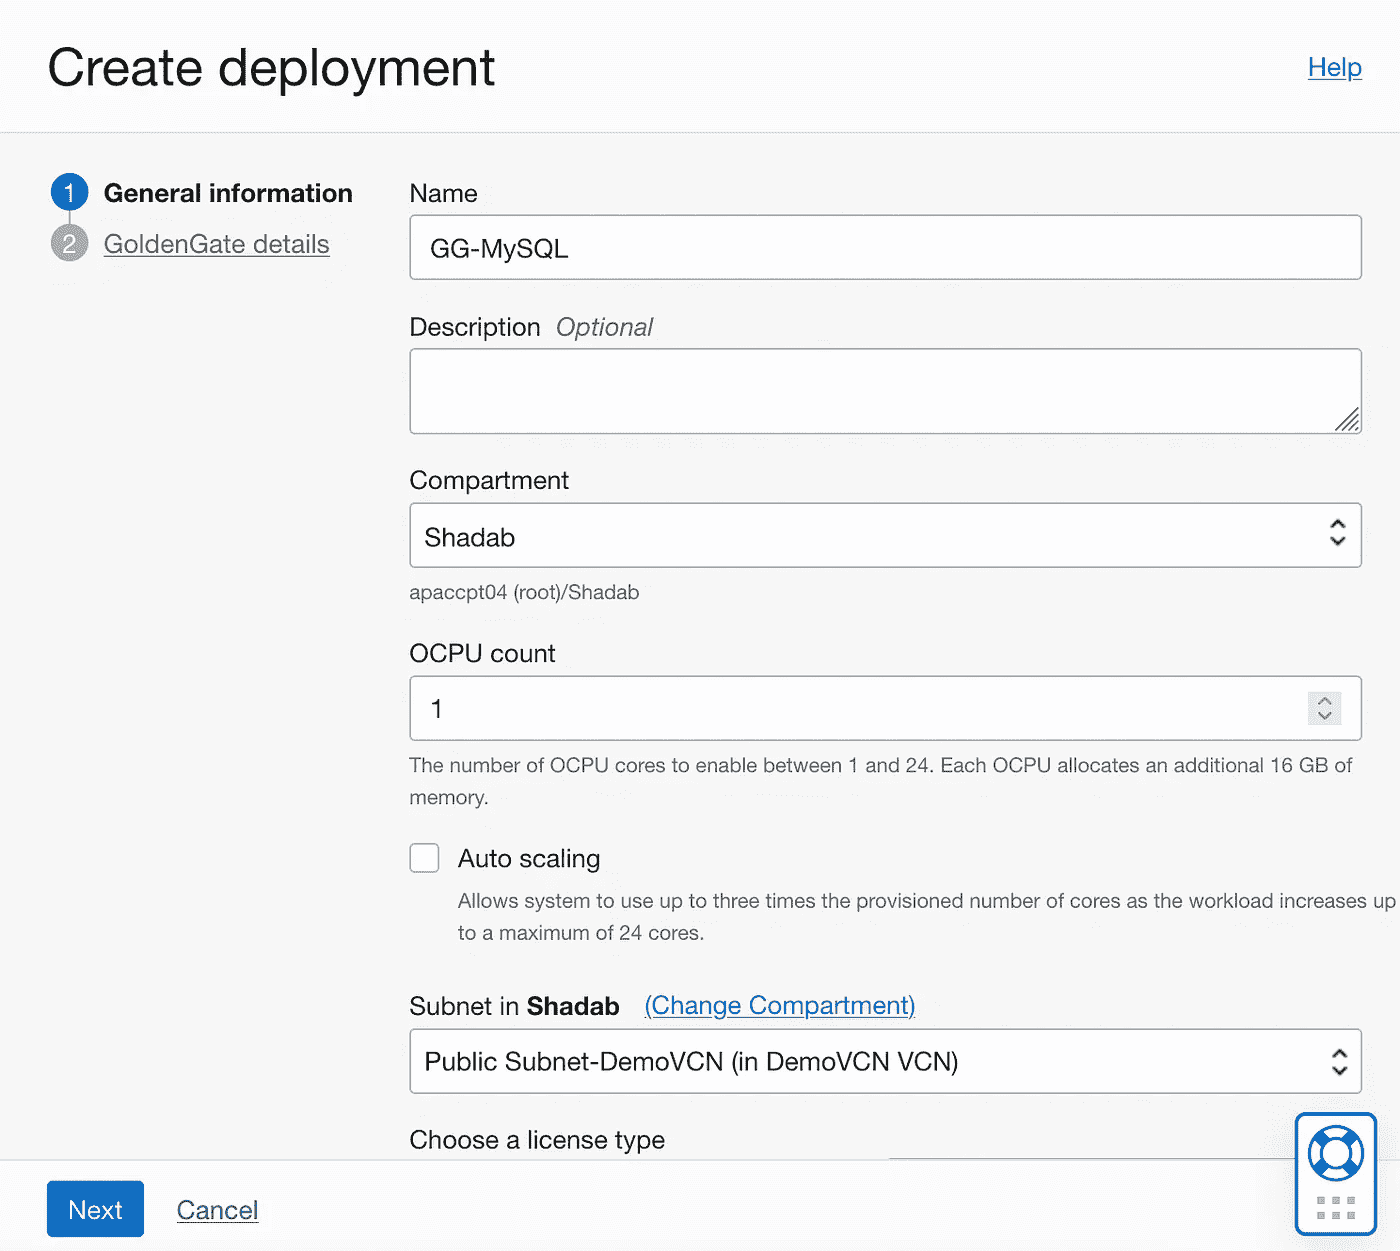 Create deployment
Help
1 General information
2 GoldenGate details
Name
GG-MySQL
Description Optional
Compartment
Shadab
apaccpt04 (root)/Shadab
OCPU count
1
The number of OCPU cores to enable between 1 and 24. Each OCPU allocates an additional 16 GB of
memory.
Auto scaling
Allows system to use up to three times the provisioned number of cores as the workload increases up
to a maximum of 24 cores.
Subnet in Shadab (Change Compartment)
Public Subnet-DemoVCN (in DemoVCN VCN)
Choose a license type
Next Cancel